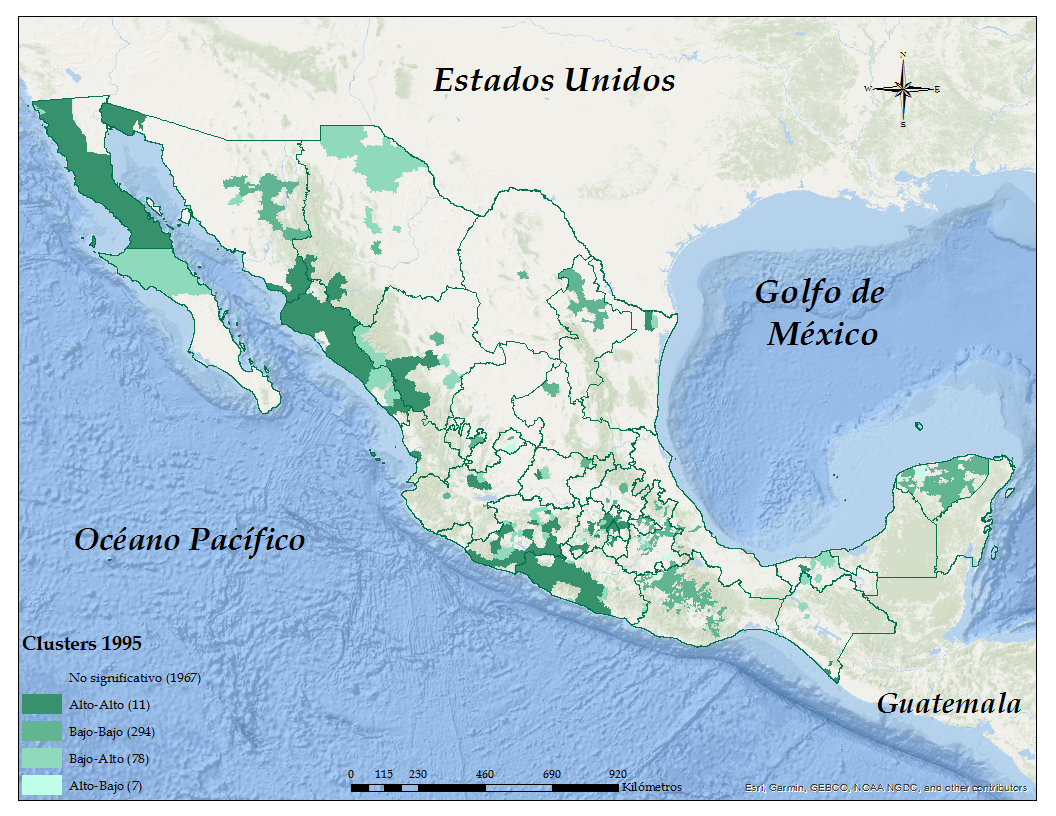 Estados Unidos
N
W
E
S
Golfo de
México
Océano Pacífico
Guatemala
Clusters 1995
No significativo (1967)
Alto-Alto (11)
Bajo-Bajo (294)
Bajo-Alto (78)
Alto-Bajo (7)
0 115 230 460 690 920
Kilómetros
Esri, Garmin, GEBCO, NOAA NGDC, and other contributors